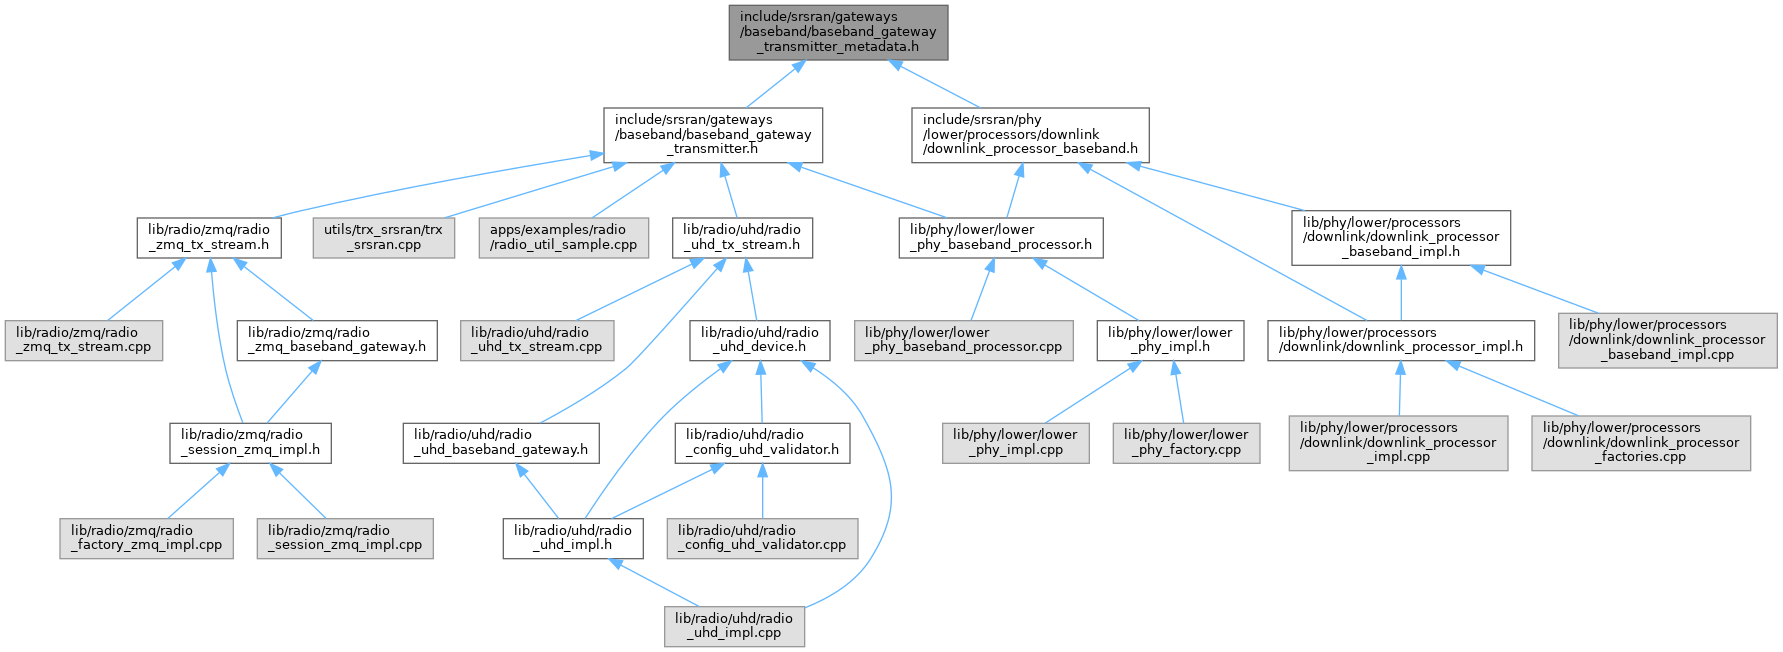 include/srsran/gateways
/baseband/baseband_gateway
_transmitter_metadata.h
include/srsran/gateways
/baseband/baseband_gateway
_transmitter.h
include/srsran/phy
/lower/processors/downlink
/downlink_processor_baseband.h
lib/radio/zmq/radio
_zmq_tx_stream.h
utils/trx_srsran/trx
_srsran.cpp
apps/examples/radio
/radio_util_sample.cpp
lib/radio/uhd/radio
_uhd_tx_stream.h
lib/phy/lower/lower
_phy_baseband_processor.h
lib/phy/lower/processors
/downlink/downlink_processor
_baseband_impl.h
lib/radio/zmq/radio
_zmq_tx_stream.cpp
lib/radio/zmq/radio
_zmq_baseband_gateway.h
lib/radio/uhd/radio
_uhd_tx_stream.cpp
lib/radio/uhd/radio
_uhd_device.h
lib/phy/lower/lower
_phy_baseband_processor.cpp
lib/phy/lower/lower
_phy_impl.h
lib/phy/lower/processors
/downlink/downlink_processor_impl.h
lib/phy/lower/processors
/downlink/downlink_processor
_baseband_impl.cpp
lib/radio/zmq/radio
_session_zmq_impl.h
lib/radio/uhd/radio
_uhd_baseband_gateway.h
lib/radio/uhd/radio
_config_uhd_validator.h
lib/phy/lower/lower
_phy_impl.cpp
lib/phy/lower/lower
_phy_factory.cpp
lib/phy/lower/processors
/downlink/downlink_processor
_impl.cpp
lib/phy/lower/processors
/downlink/downlink_processor
_factories.cpp
lib/radio/zmq/radio
_factory_zmq_impl.cpp
lib/radio/zmq/radio
_session_zmq_impl.cpp
lib/radio/uhd/radio
_uhd_impl.h
lib/radio/uhd/radio
_config_uhd_validator.cpp
lib/radio/uhd/radio
_uhd_impl.cpp